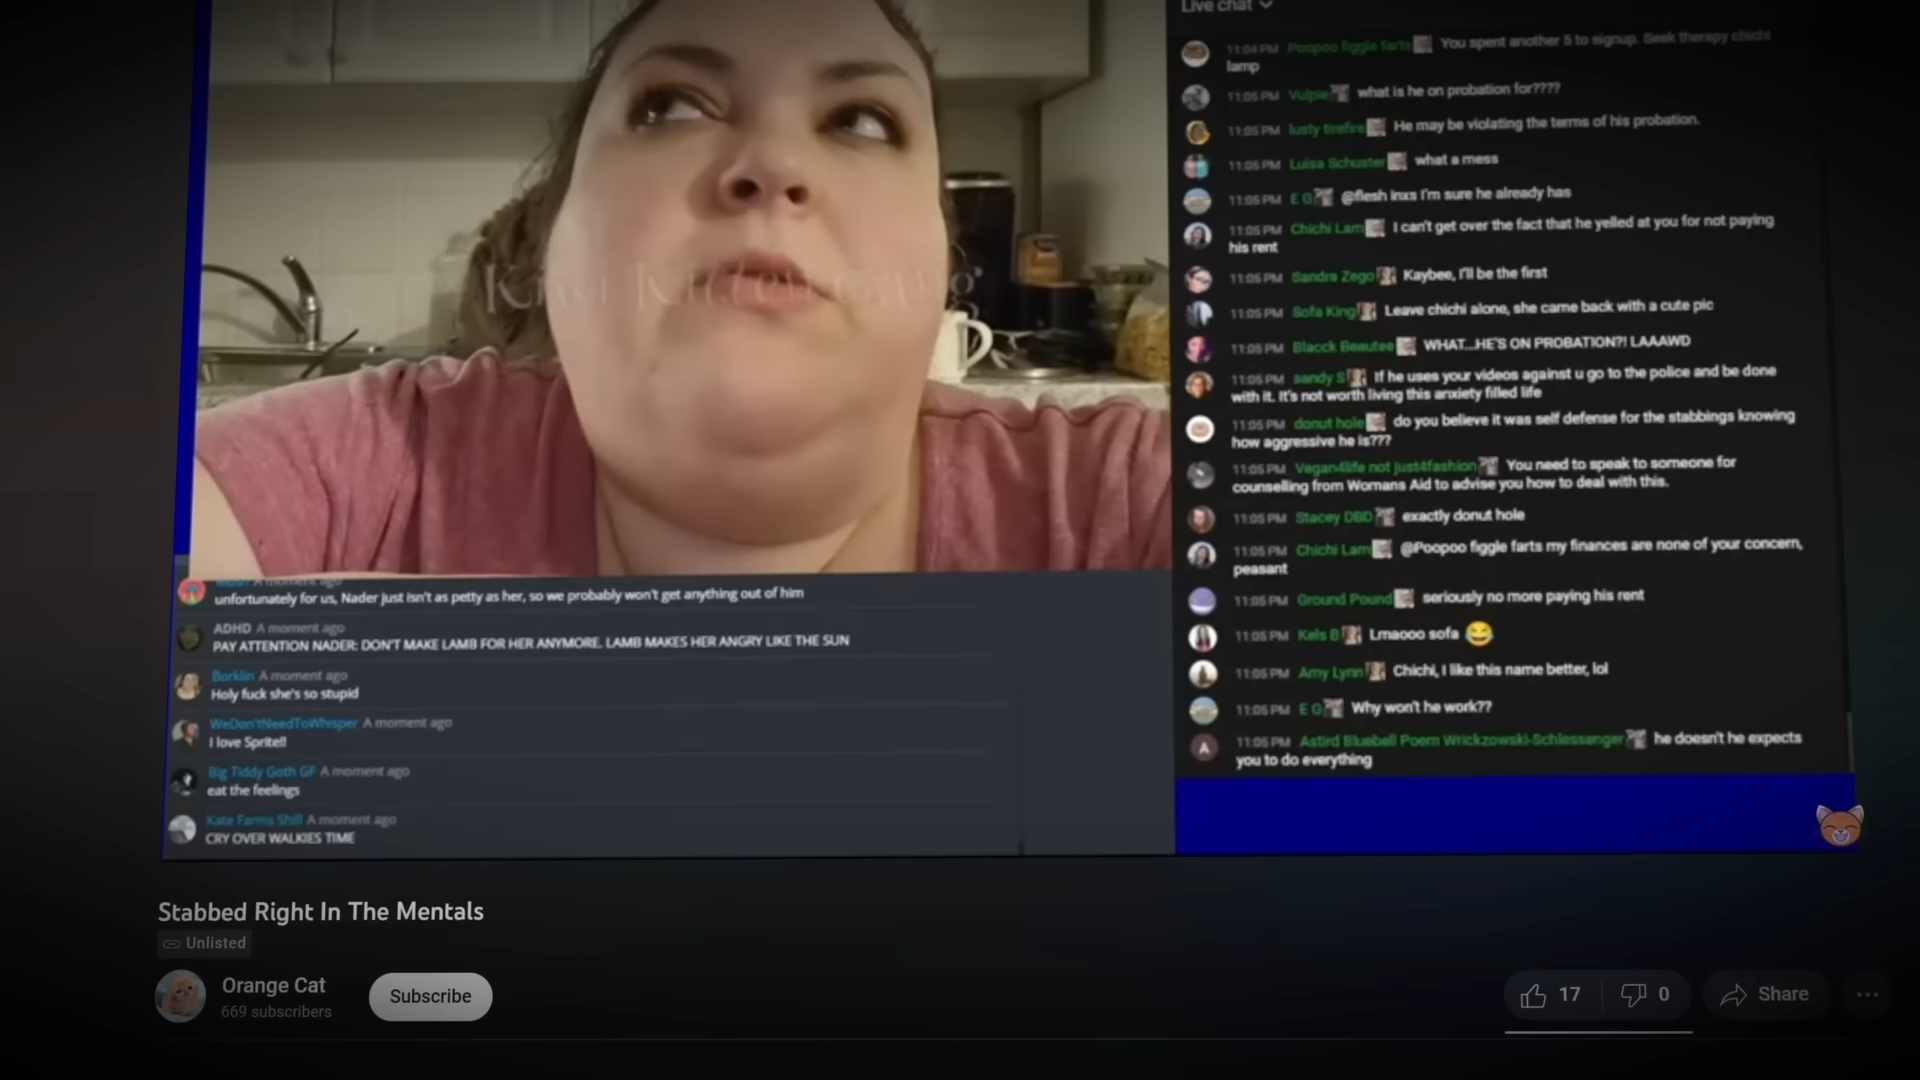 Live chat
11:04 PM Poopoo figgle farts You spent another 5 to signup. Seek therapy chichi
lamp
11:05 PM Vulpie what is he on probation for????
11:05 PM lusty tirefire He may be violating the terms of his probation.
11:05 PM Luisa Schuster what a mess
11:05 PM E G @flesh inxs I'm sure he already has
11:05 PM Chichi Lam I can't get over the fact that he yelled at you for not paying
his rent
11:05 PM Sandra Zego Kaybee, I'll be the first
11:05 PM Sofa King Leave chichi alone, she came back with a cute pic
11:05 PM Blacck Beautee WHAT...HE'S ON PROBATION?! LAAAWD
11:05 PM sandy S If he uses your videos against u go to the police and be done
with it. It's not worth living this anxiety filled life
11:05 PM donut hole do you believe it was self defense for the stabbings knowing
how aggressive he is???
11:05 PM Vegan4life not just4fashion You need to speak to someone for
counselling from Womans Aid to advise you how to deal with this.
11:05 PM Stacey DBD exactly donut hole
11:05 PM Chichi Lam @Poopoo figgle farts my finances are none of your concern,
peasant
11:05 PM Ground Pound seriously no more paying his rent
11:05 PM Kels B Lmaooo sofa 😂
11:05 PM Amy Lynn Chichi, I like this name better, lol
11:05 PM E G Why won't he work??
A 11:05 PM Astird Bluebell Poem Wrickzowski-Schlessenger he doesn't he expects
you to do everything
A moment ago
unfortunately for us, Nader just isn't as petty as her, so we probably won't get anything out of him
ADHD A moment ago
PAY ATTENTION NADER: DON'T MAKE LAMB FOR HER ANYMORE. LAMB MAKES HER ANGRY LIKE THE SUN
Borklin A moment ago
Holy fuck she's so stupid
WeDon'tNeedToWhisper A moment ago
I love Sprite!!
Big Tiddy Goth GF A moment ago
eat the feelings
Kate Farms Shill A moment ago
CRY OVER WALKIES TIME
Stabbed Right In The Mentals
Unlisted
Orange Cat
669 subscribers
Subscribe
17
0
Share